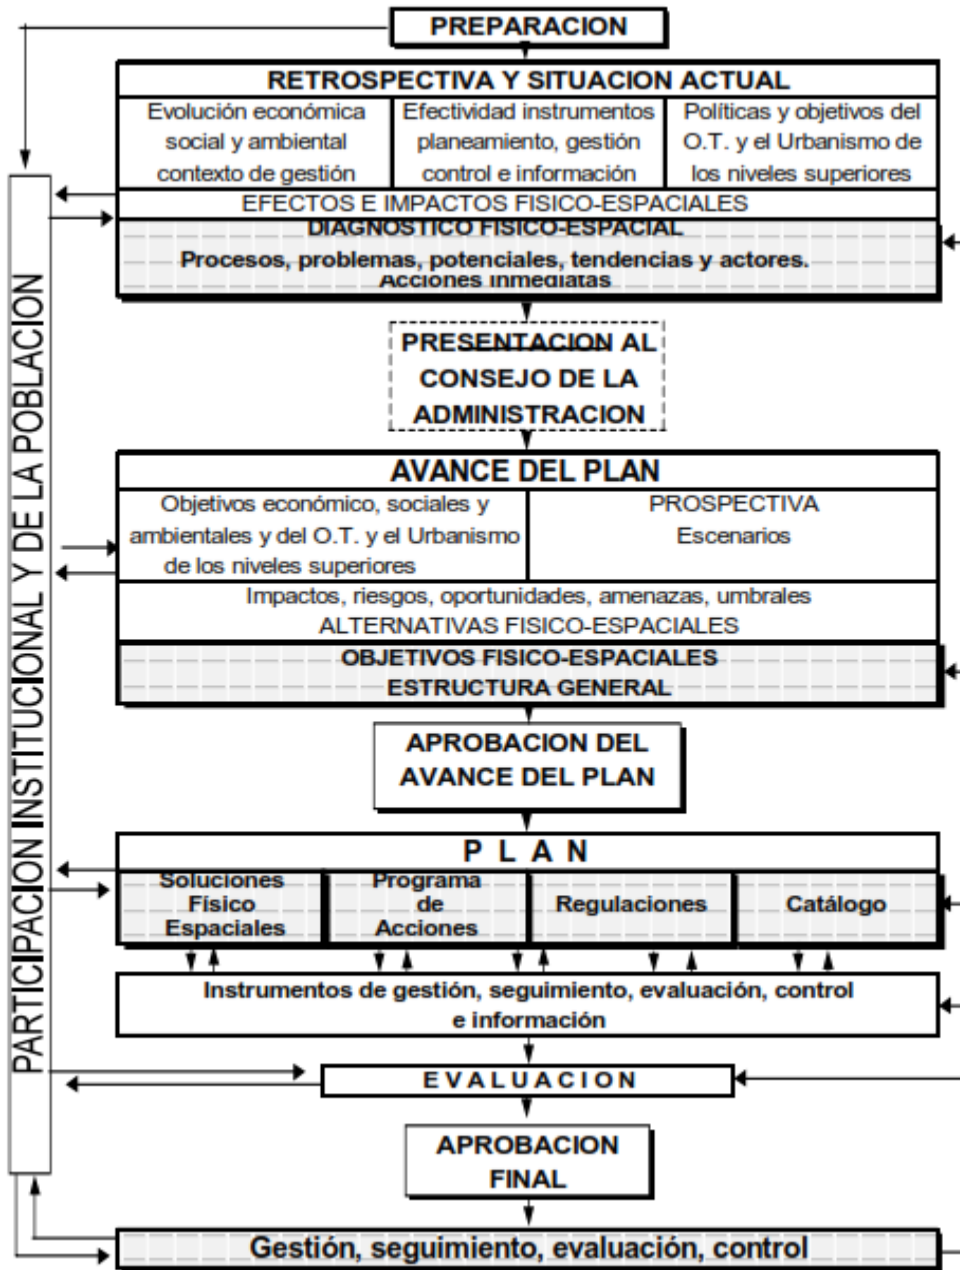 PREPARACION
RETROSPECTIVA Y SITUACION ACTUAL
Evolución económica
social y ambiental
contexto de gestión
Efectividad instrumentos
planeamiento, gestión
control e información
Políticas y objetivos del
O.T. y el Urbanismo de
los niveles superiores
EFECTOS E IMPACTOS FISICO-ESPACIALES
DIAGNOSTICO FISICO-ESPACIAL
Procesos, problemas, potenciales, tendencias y actores.
Acciones inmediatas
PARTICIPACION INSTITUCIONAL Y DE LA POBLACION
PRESENTACION AL
CONSEJO DE LA
ADMINISTRACION
AVANCE DEL PLAN
Objetivos económico, sociales y
ambientales y del O.T. y el Urbanismo
de los niveles superiores
PROSPECTIVA
Escenarios
Impactos, riesgos, oportunidades, amenazas, umbrales
ALTERNATIVAS FISICO-ESPACIALES
OBJETIVOS FISICO-ESPACIALES
ESTRUCTURA GENERAL
APROBACION DEL
AVANCE DEL PLAN
P L A N
Soluciones
Físico
Espaciales
Programa
de
Acciones
Regulaciones
Catálogo
Instrumentos de gestión, seguimiento, evaluación, control
e información
E V A L U A C I O N
APROBACION
FINAL
Gestión, seguimiento, evaluación, control